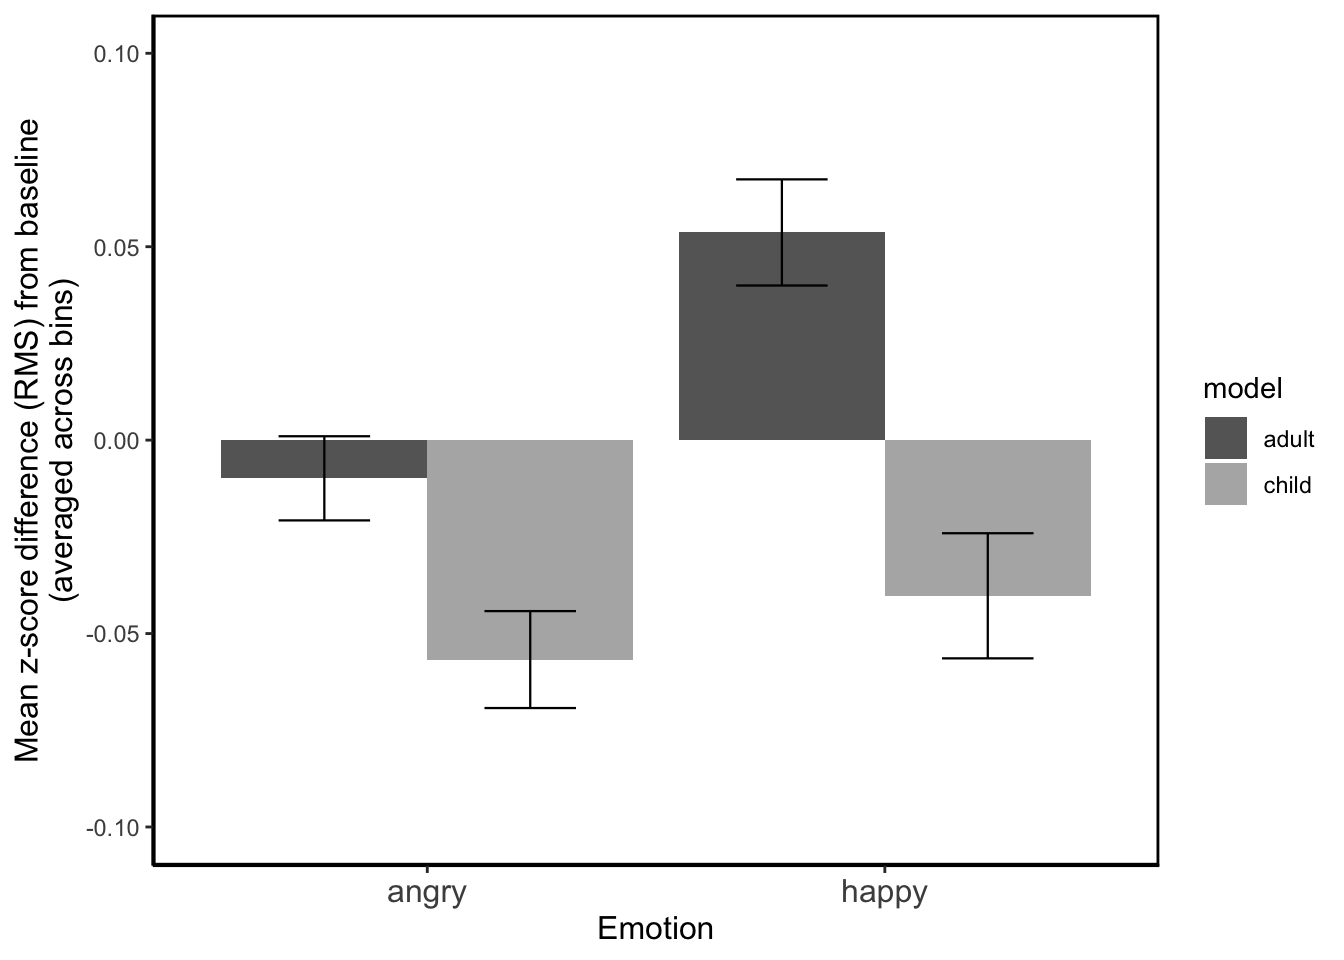 Mean z-score difference (RMS) from baseline
(averaged across bins)
0.10
0.05
0.00
-0.05
-0.10
angry
happy
Emotion
model
adult
child